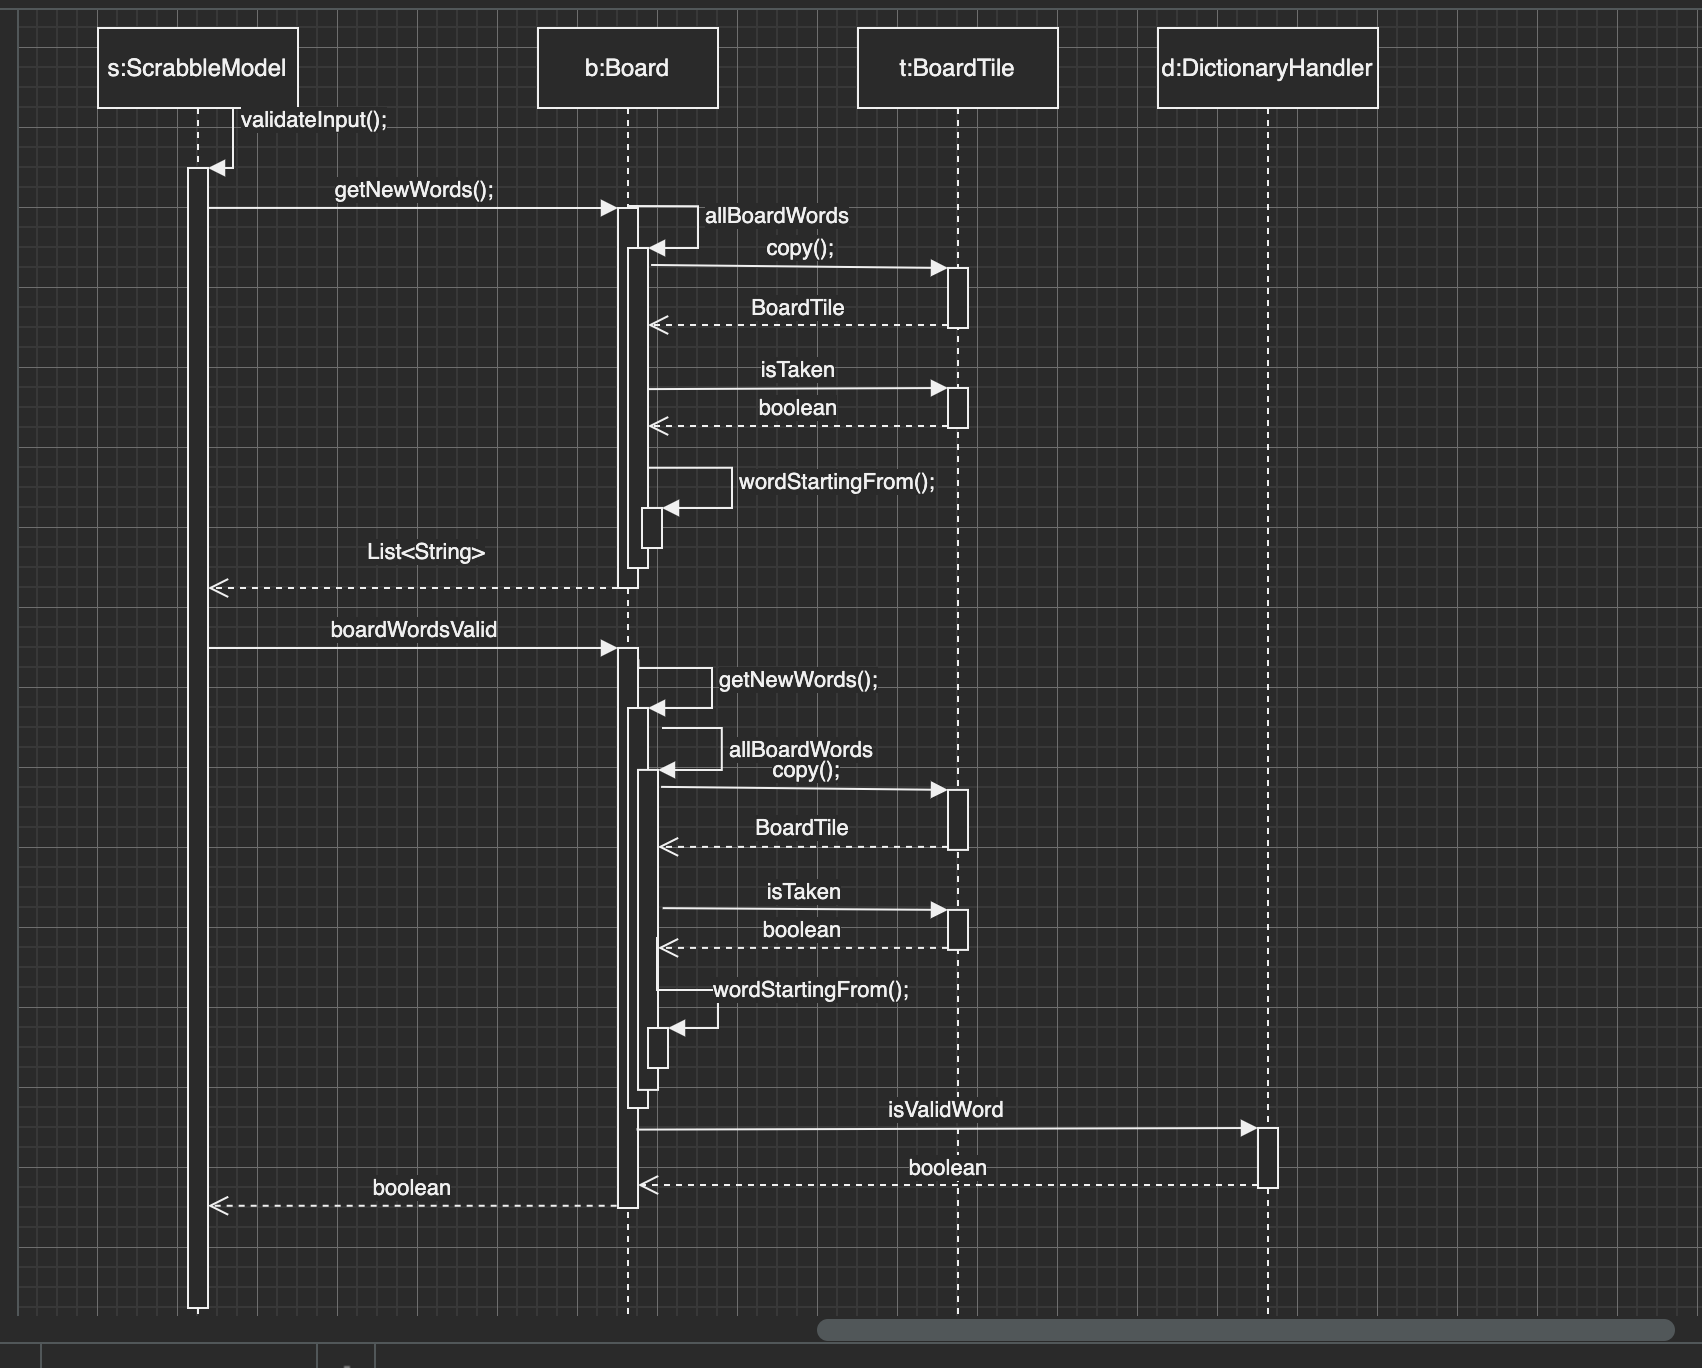 s:ScrabbleModel
b:Board
t:BoardTile
d:DictionaryHandler
validateInput();
getNewWords();
allBoardWords
copy();
BoardTile
isTaken
boolean
wordStartingFrom();
List<String>
boardWordsValid
getNewWords();
allBoardWords
copy();
BoardTile
isTaken
boolean
wordStartingFrom();
isValidWord
boolean
boolean